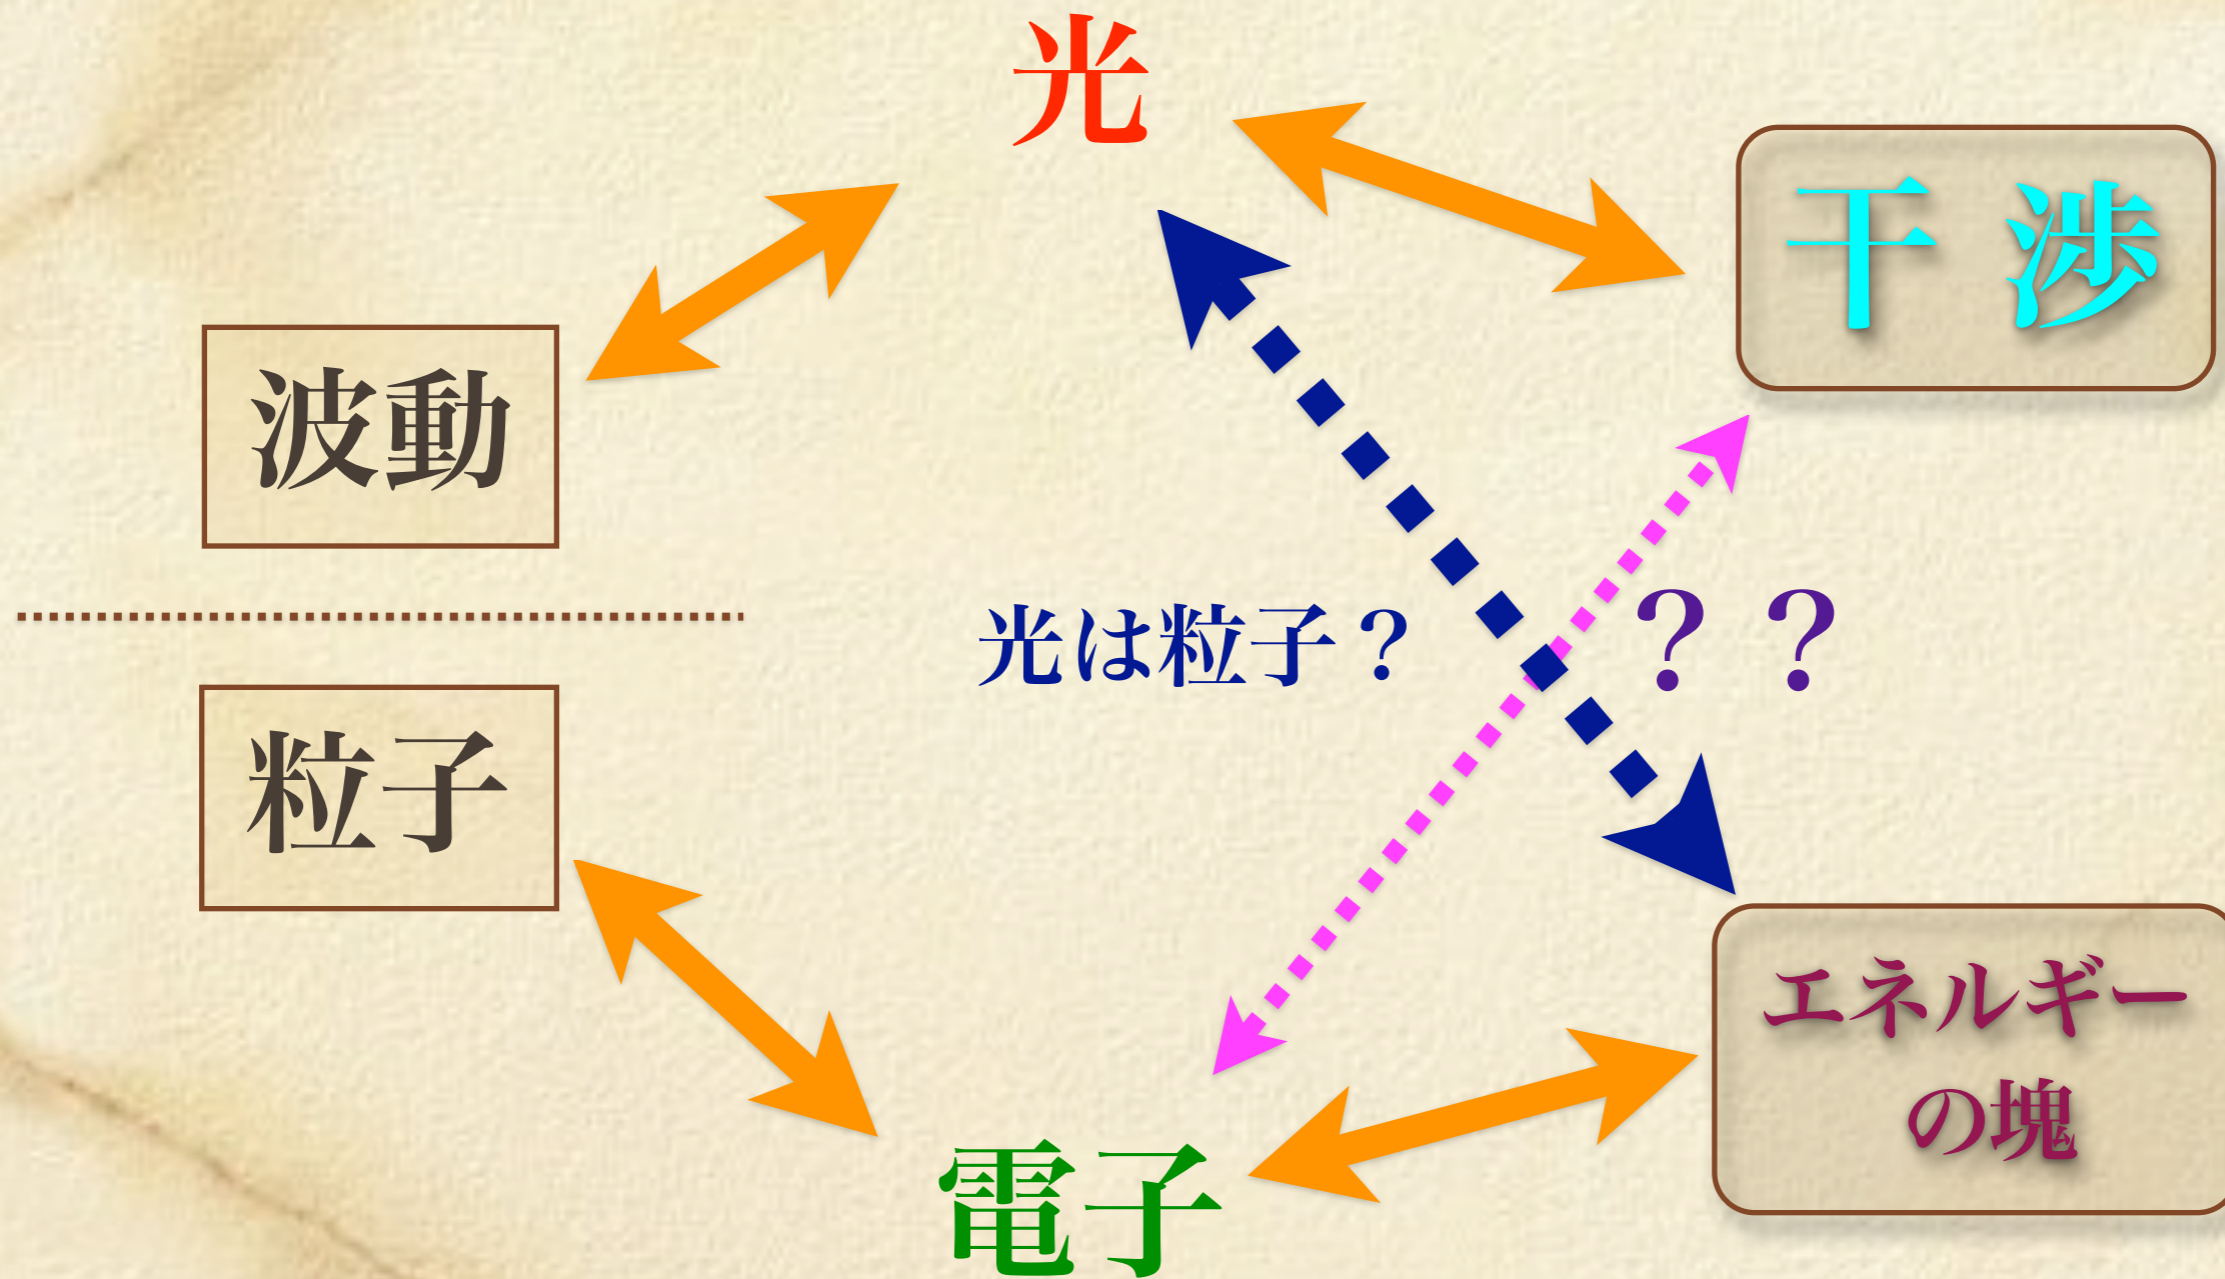 光
干 渉
波動
光は粒子？
？？
粒子
エネルギー
の塊
電子